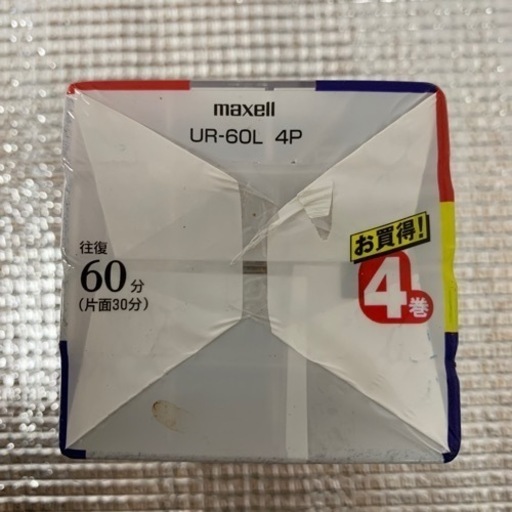 maxell
UR-60L 4P
お買得!
4巻
往復
60分
(片面30分)